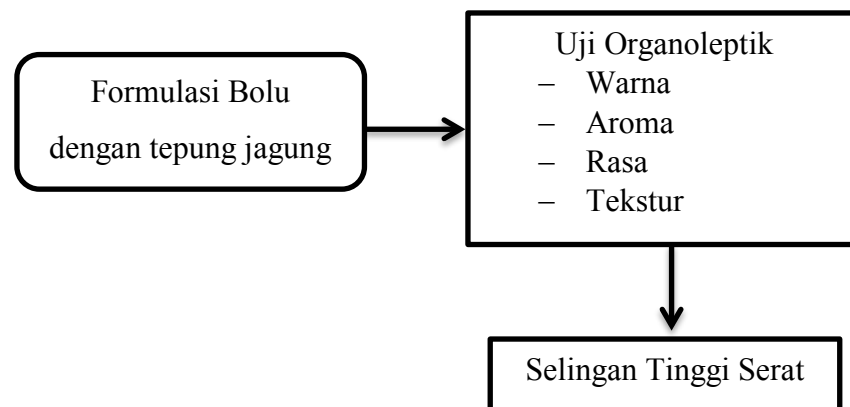 Formulasi Bolu
dengan tepung jagung
Uji Organoleptik
– Warna
– Aroma
– Rasa
– Tekstur
Selingan Tinggi Serat